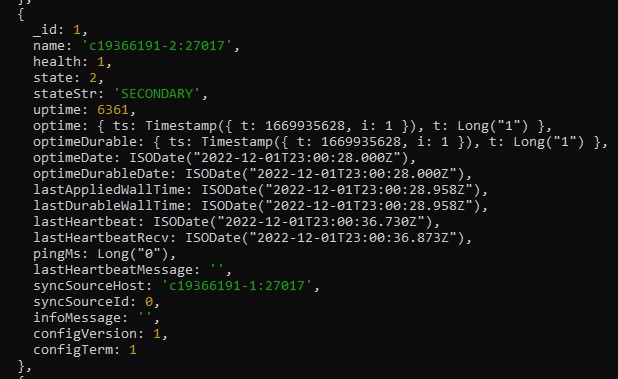 },
{
_id: 1,
name: 'c19366191-2:27017',
health: 1,
state: 2,
stateStr: 'SECONDARY',
uptime: 6361,
optime: { ts: Timestamp({ t: 1669935628, i: 1 }), t: Long("1") },
optimeDurable: { ts: Timestamp({ t: 1669935628, i: 1 }), t: Long("1") },
optimeDate: ISODate("2022-12-01T23:00:28.000Z"),
optimeDurableDate: ISODate("2022-12-01T23:00:28.000Z"),
lastAppliedWallTime: ISODate("2022-12-01T23:00:28.958Z"),
lastDurableWallTime: ISODate("2022-12-01T23:00:28.958Z"),
lastHeartbeat: ISODate("2022-12-01T23:00:36.730Z"),
lastHeartbeatRecv: ISODate("2022-12-01T23:00:36.873Z"),
pingMs: Long("0"),
lastHeartbeatMessage: '',
syncSourceHost: 'c19366191-1:27017',
syncSourceId: 0,
infoMessage: '',
configVersion: 1,
configTerm: 1
},
{